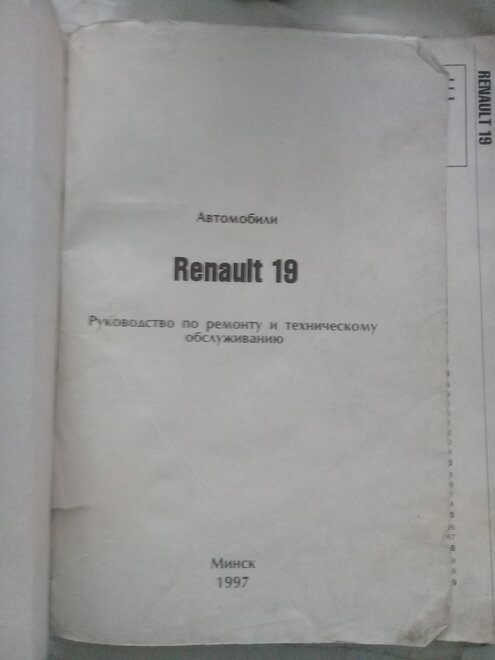 Автомобили
Renault 19
Руководство по ремонту и техническому
обслуживанию
Минск
1997
RENAULT 19